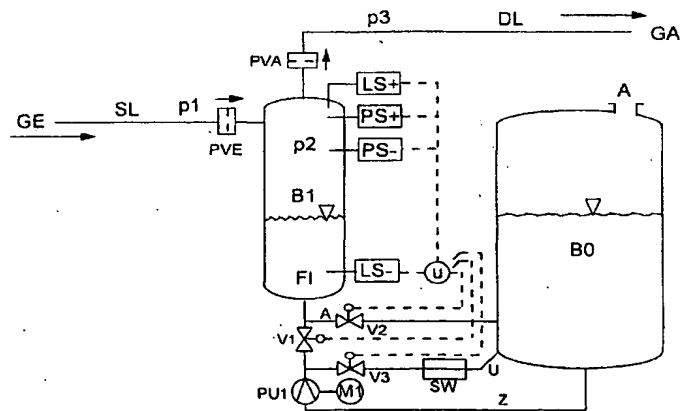 p3 DL GA
PVA
LS+
SL p1 PS+ A
GE
PVE p2 PS-
B1
B0
FI LS- u
A
V1 V2
V3 SW U
PU1 M1
z